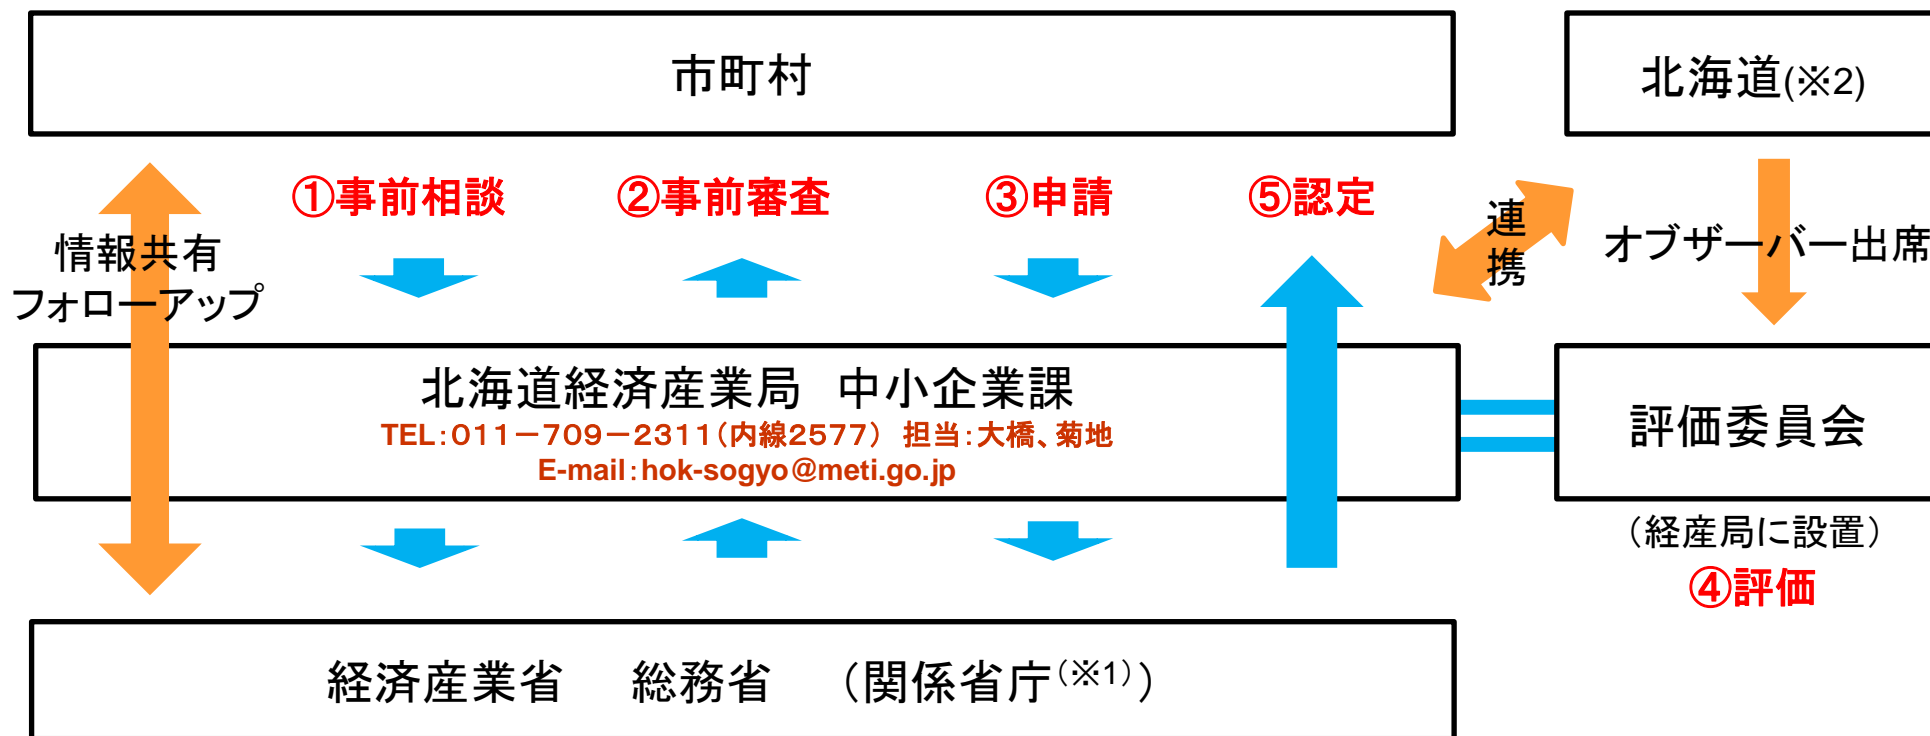 市町村
北海道(※2)
①事前相談
②事前審査
③申請
⑤認定
連携
オブザーバー出席
情報共有
フォローアップ
北海道経済産業局　中小企業課
TEL：０１１－７０９－２３１１（内線２５７７） 担当：大橋、菊地
E-mail：hok-sogyo＠meti.go.jp
評価委員会
（経産局に設置）
④評価
経済産業省　総務省　（関係省庁(※1)）